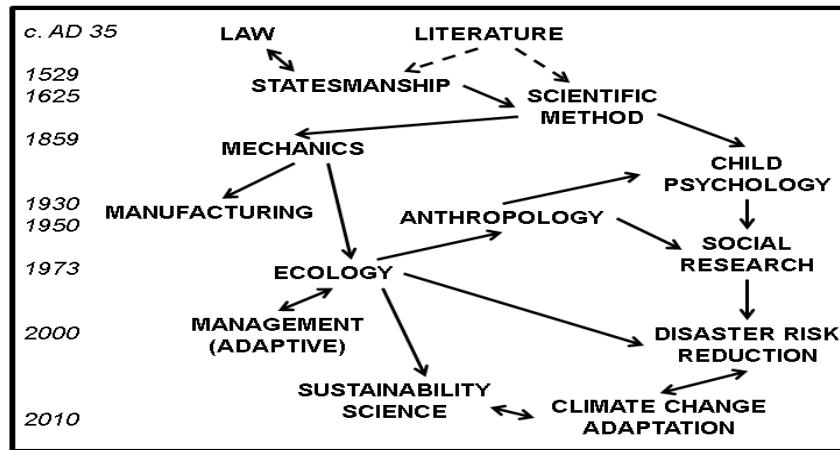 c. AD 35 LAW LITERATURE
1529
STATESMANSHIP
1625 SCIENTIFIC
METHOD
1859
MECHANICS
CHILD
PSYCHOLOGY
1930
MANUFACTURING ANTHROPOLOGY
1950
SOCIAL
RESEARCH
1973 ECOLOGY
MANAGEMENT
(ADAPTIVE)
2000 DISASTER RISK
REDUCTION
SUSTAINABILITY
SCIENCE
CLIMATE CHANGE
ADAPTATION
2010